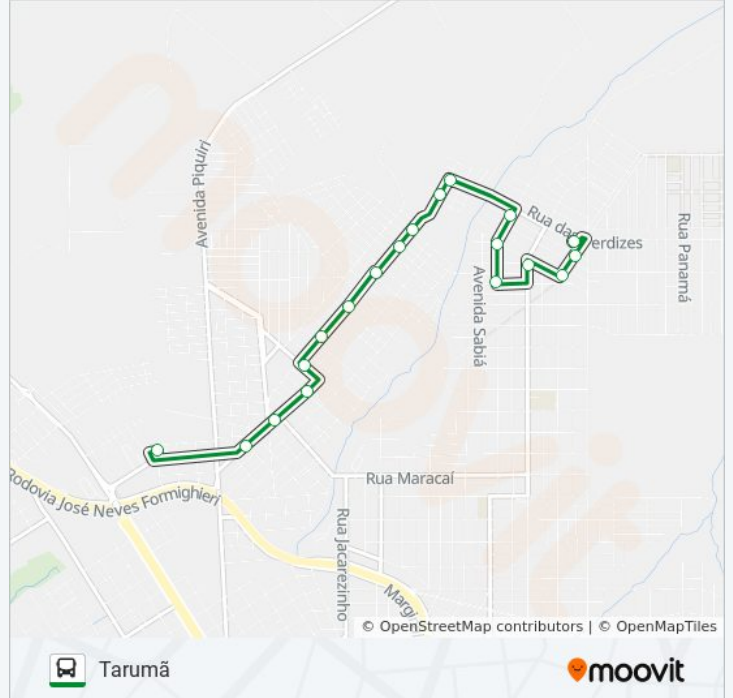 Avenida Piquiri
Rua das Perdizes
Rua Panamá
Avenida Sabiá
Rua Maracaí
Rodovia José Neves Formighieri
Rua Jacarezinho
© OpenStreetMap contributors | © OpenMapTiles
Tarumã
moovit
moovit